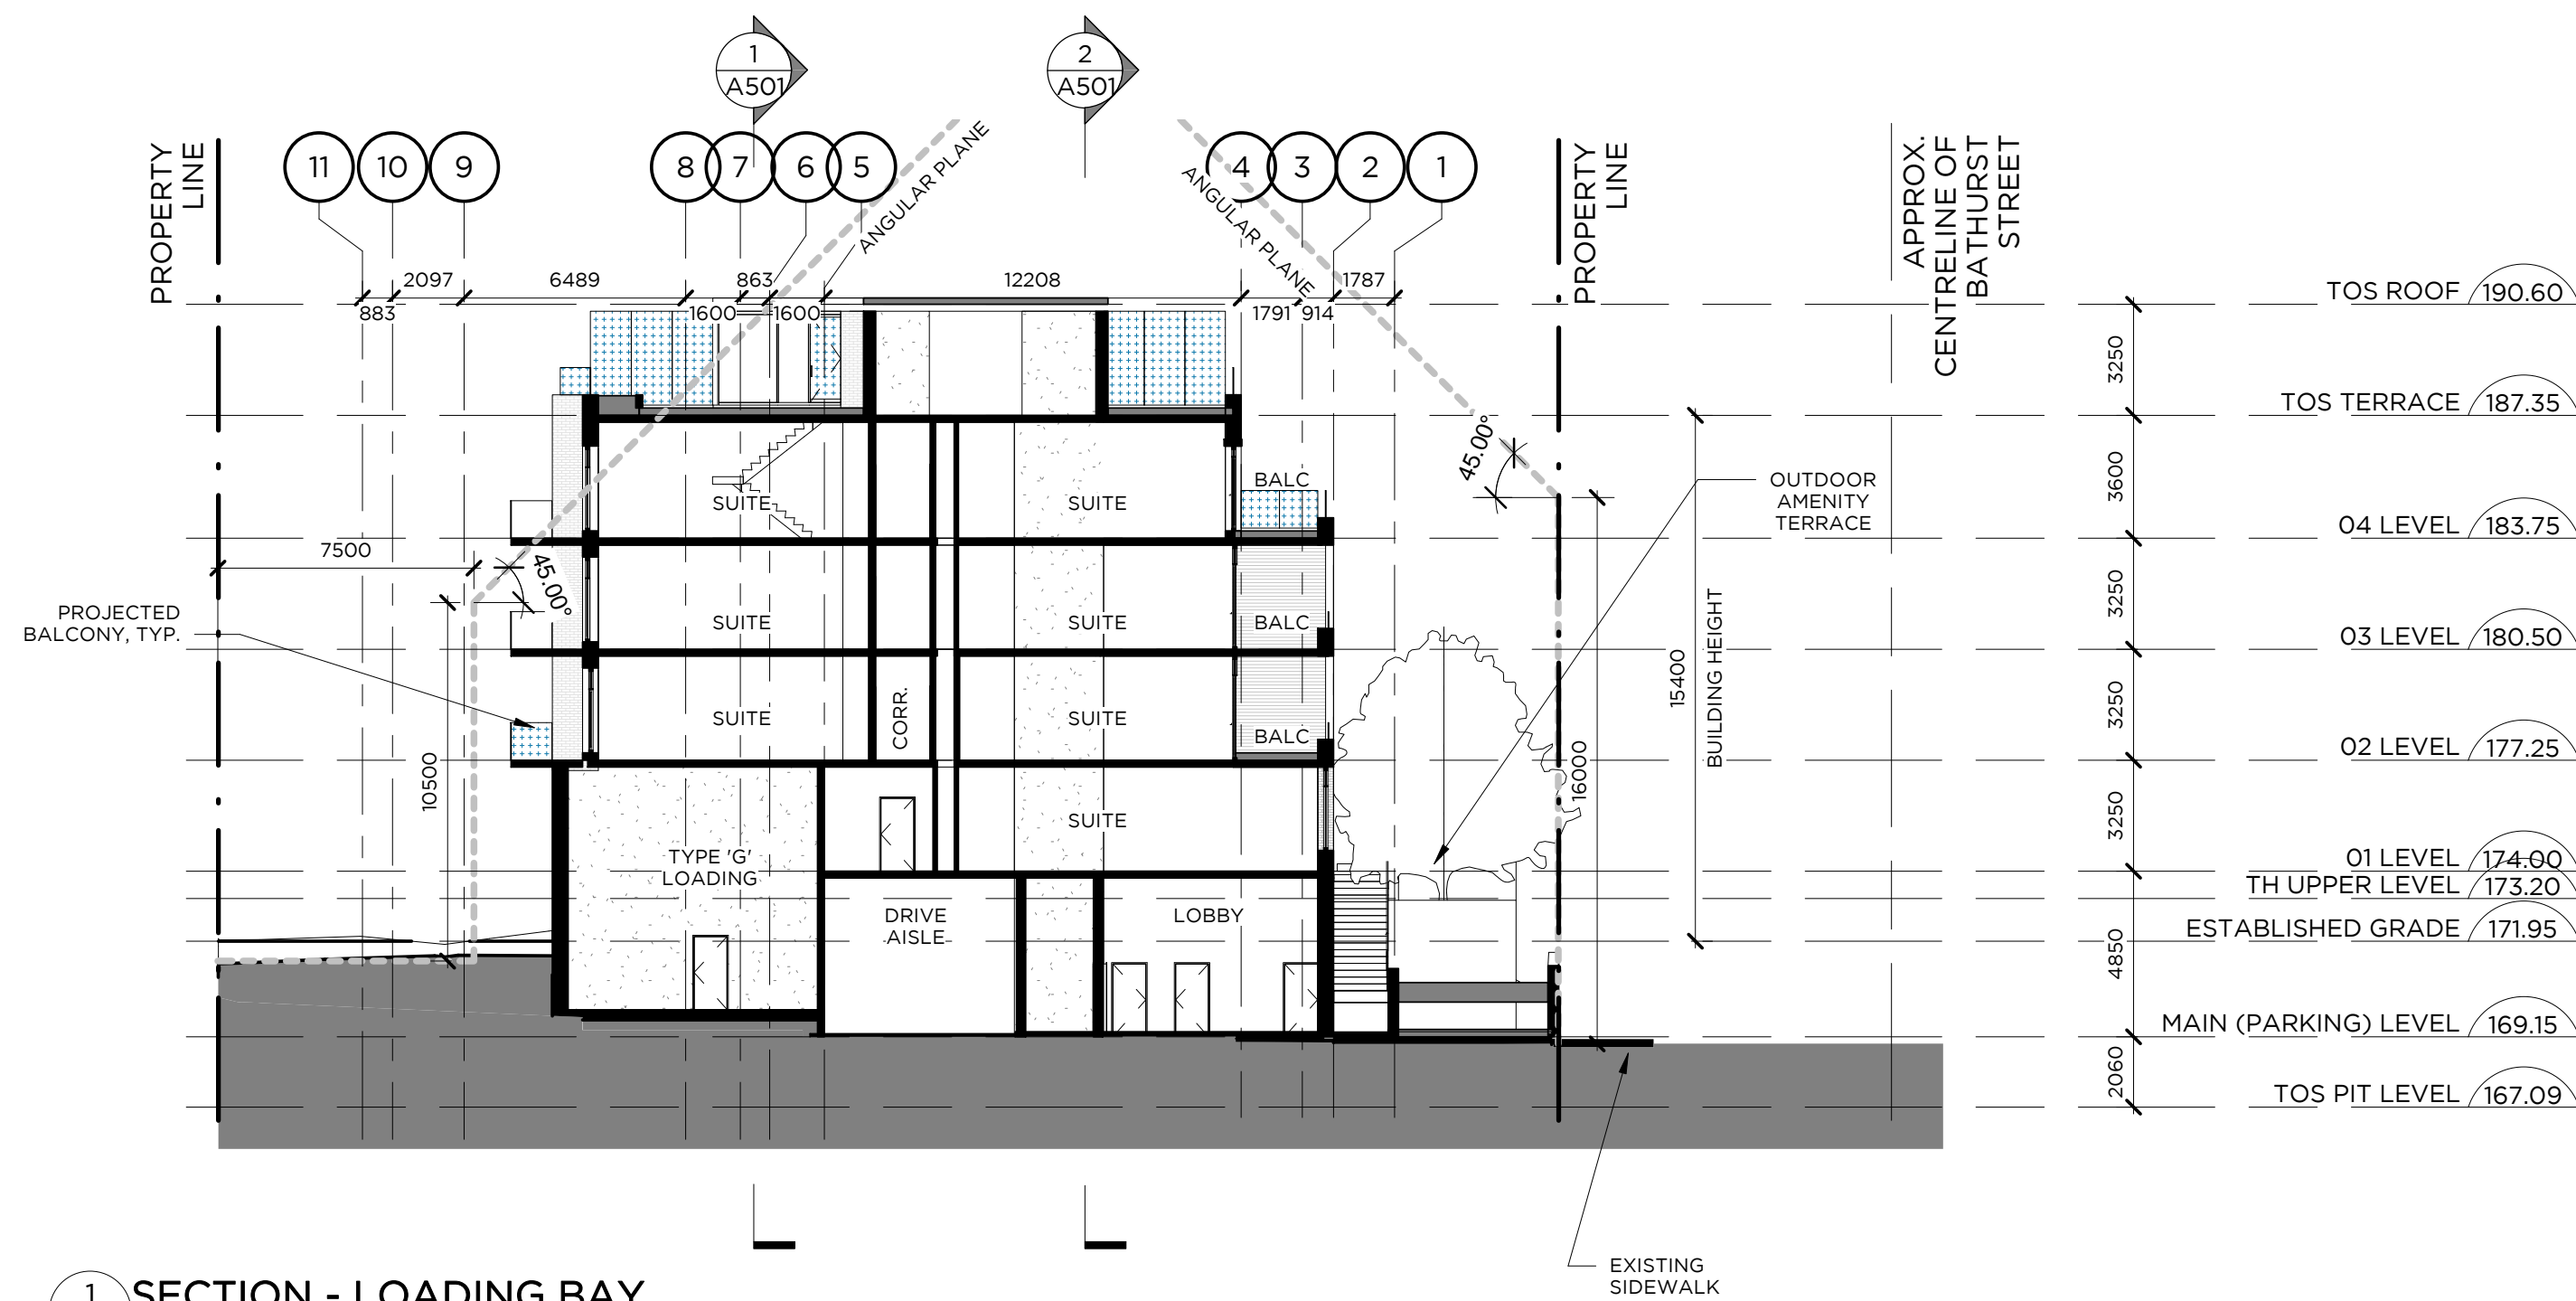 1
A501
2
A501
PROPERTY
LINE
11
10
9
8
7
6
5
4
3
2
1
ANGULAR PLANE
ANGULAR PLANE
PROPERTY
LINE
APPROX.
CENTRELINE OF
BATHURST
STREET
2097
6489
863
12208
1787
883
1600
1600
1791
914
TOS ROOF 190.60
3250
TOS TERRACE 187.35
3600
04 LEVEL 183.75
3250
03 LEVEL 180.50
3250
02 LEVEL 177.25
3250
01 LEVEL 174.00
TH UPPER LEVEL 173.20
ESTABLISHED GRADE 171.95
4850
MAIN (PARKING) LEVEL 169.15
2060
TOS PIT LEVEL 167.09
45.00°
OUTDOOR
AMENITY
TERRACE
7500
45.00°
PROJECTED
BALCONY, TYP.
10500
SUITE
SUITE
BALC
SUITE
SUITE
BALC
SUITE
CORR.
SUITE
BALC
SUITE
15400
BUILDING HEIGHT
16000
TYPE 'G'
LOADING
DRIVE
AISLE
LOBBY
EXISTING
SIDEWALK
1
SECTION - LOADING BAY